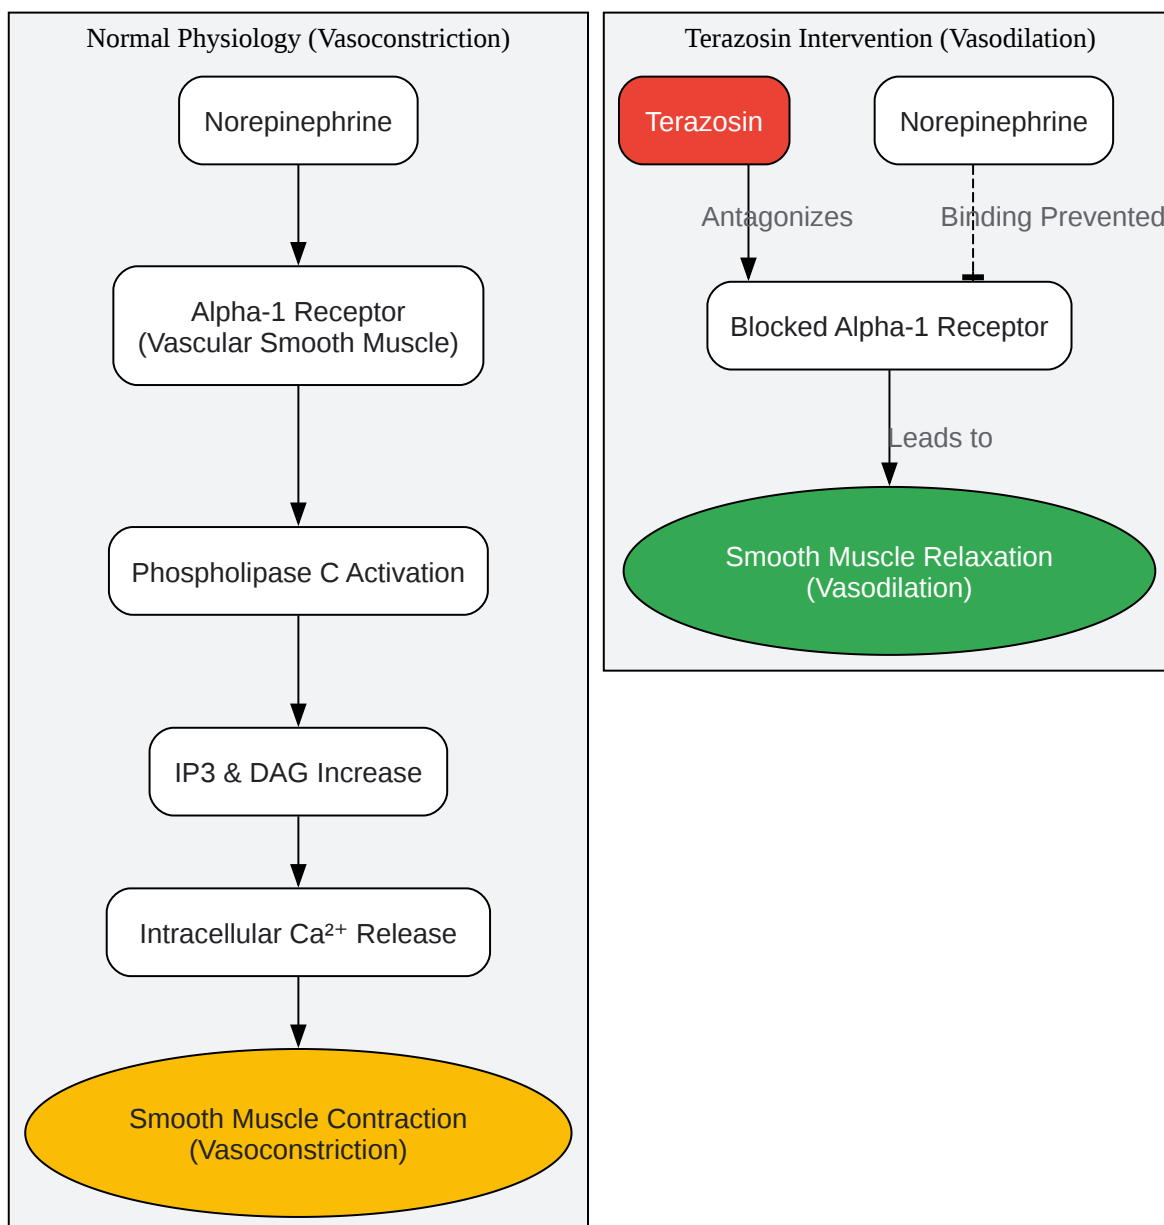 Normal Physiology (Vasoconstriction)
Norepinephrine
Alpha-1 Receptor
(Vascular Smooth Muscle)
Phospholipase C Activation
IP3 & DAG Increase
Intracellular Ca²⁺ Release
Smooth Muscle Contraction
(Vasoconstriction)
Terazosin Intervention (Vasodilation)
Terazosin
Norepinephrine
Antagonizes
Binding Prevented
Blocked Alpha-1 Receptor
Leads to
Smooth Muscle Relaxation
(Vasodilation)